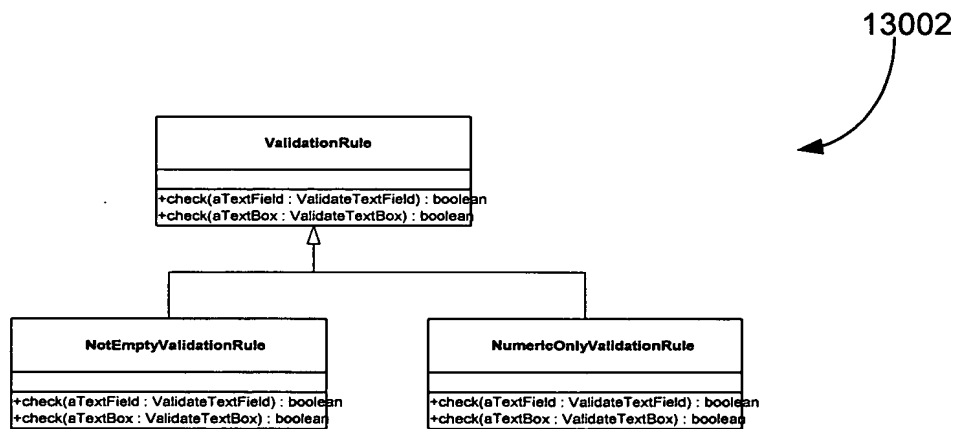 13002
ValidationRule
+check(aTextField : ValidateTextField) : boolean
+check(aTextBox : ValidateTextBox) : boolean
NotEmptyValidationRule
+check(aTextField : ValidateTextField) : boolean
+check(aTextBox : ValidateTextBox) : boolean
NumericOnlyValidationRule
+check(aTextField : ValidateTextField) : boolean
+check(aTextBox : ValidateTextBox) : boolean